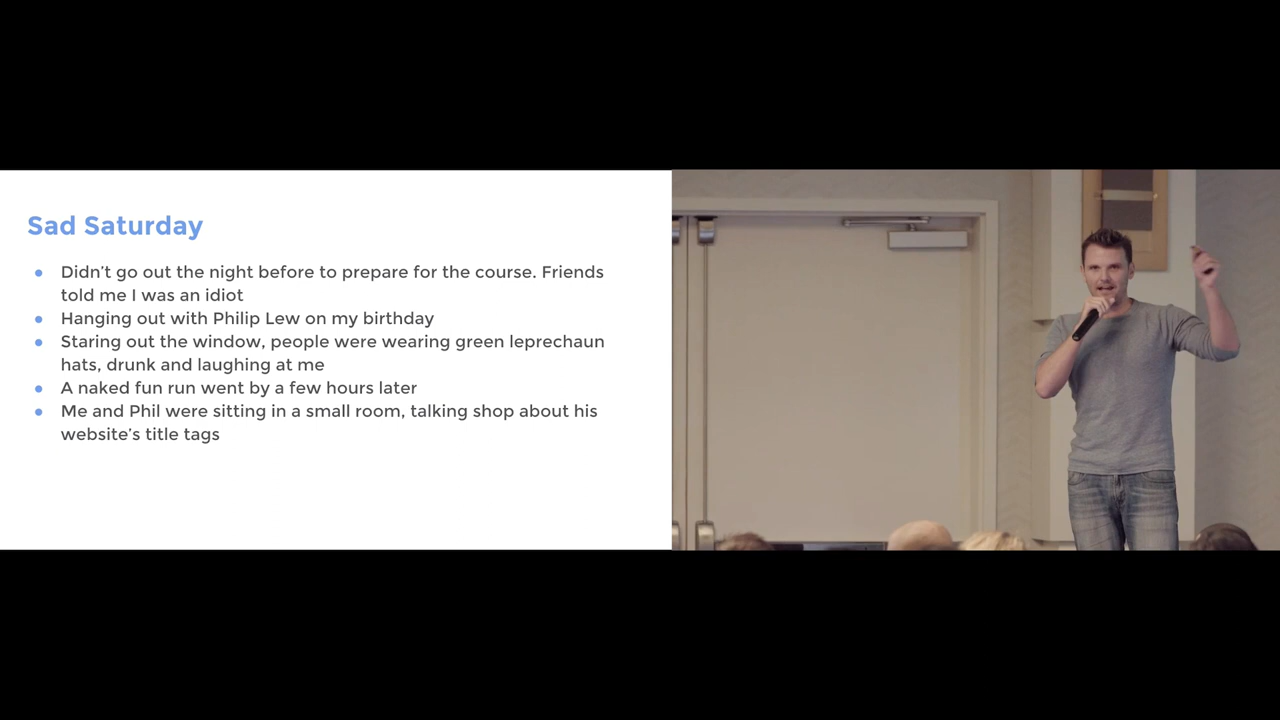 Sad Saturday
Didn't go out the night before to prepare for the course. Friends
told me I was an idiot
Hanging out with Philip Lew on my birthday
Staring out the window, people were wearing green leprechaun
hats, drunk and laughing at me
A naked fun run went by a few hours later
Me and Phil were sitting in a small room, talking shop about his
website's title tags